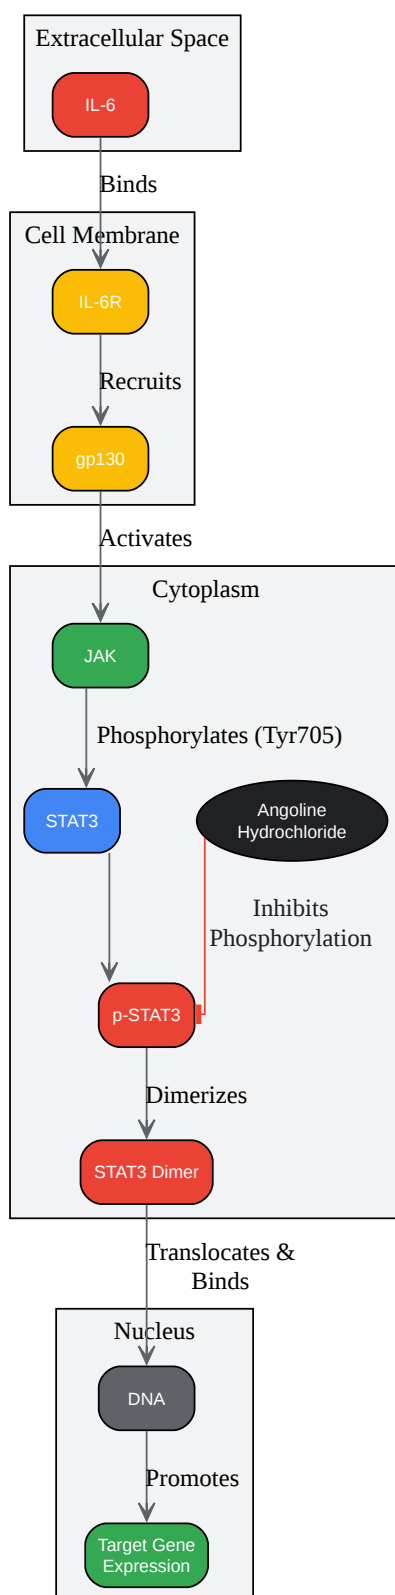 Extracellular Space
IL-6
Binds
Cell Membrane
IL-6R
Recruits
gp130
Activates
Cytoplasm
JAK
Phosphorylates (Tyr705)
STAT3
Angoline
Hydrochloride
Inhibits
Phosphorylation
p-STAT3
Dimerizes
STAT3 Dimer
Translocates &
Binds
Nucleus
DNA
Promotes
Target Gene
Expression